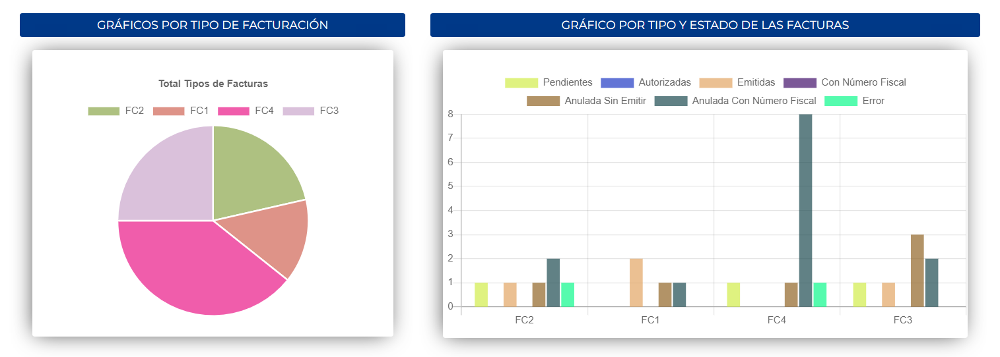 GRÁFICOS POR TIPO DE FACTURACIÓN
Total Tipos de Facturas
FC2 FC1 FC4 FC3
GRÁFICO POR TIPO Y ESTADO DE LAS FACTURAS
Pendientes Autorizadas Emitidas Con Número Fiscal
Anulada Sin Emitir Anulada Con Número Fiscal Error
8
7
6
5
4
3
2
1
0
FC2 FC1 FC4 FC3